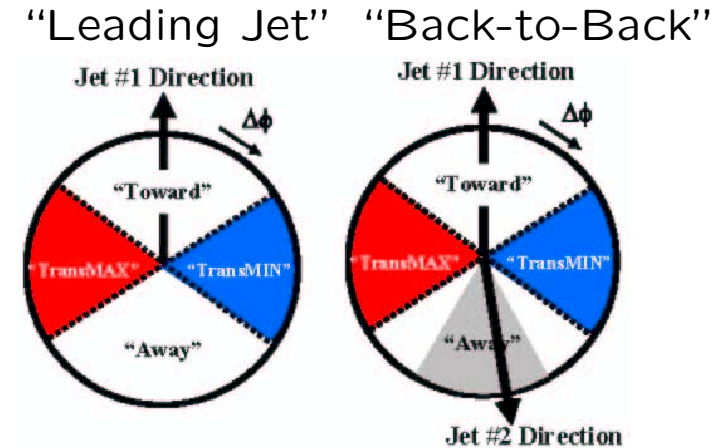 “Leading Jet” “Back-to-Back”
Jet #1 Direction
Δϕ
“Toward”
“TransMAX” “TransMIN”
“Away”
Jet #1 Direction
Δϕ
“Toward”
“TransMAX” “TransMIN”
“Away”
Jet #2 Direction